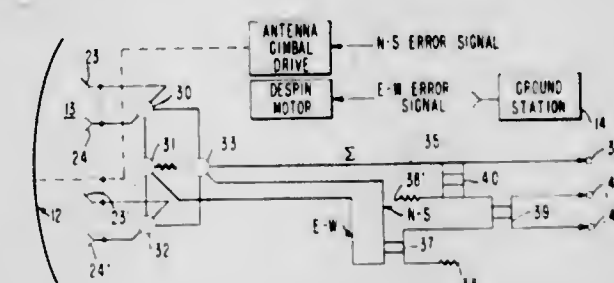 ANTENNA
GIMBAL
DRIVE
N-S ERROR SIGNAL
DESPIN
MOTOR
E-W ERROR
SIGNAL
GROUND
STATION
14
23
13
30
24
31
33
Σ
35
40
38'
12
23'
N-S
39
E-W
37
24'
32